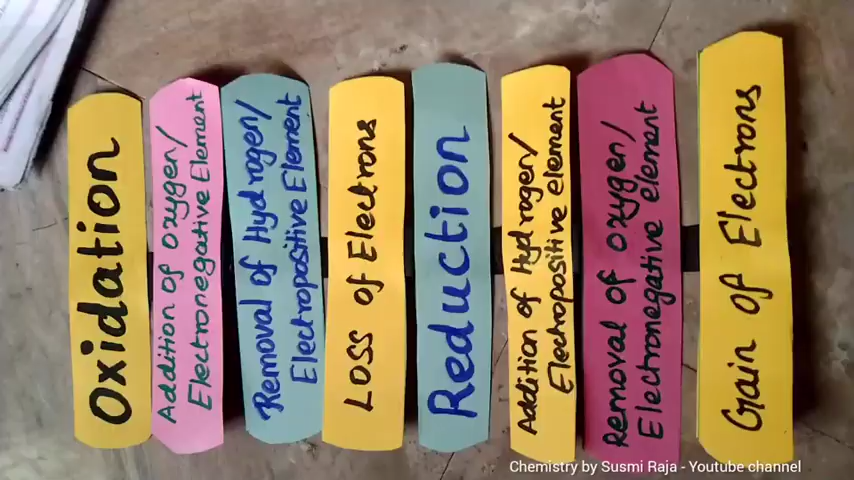 Oxidation
Addition of Oxygen/
Electronegative Element
Removal of Hydrogen/
Electropositive Element
Loss of Electrons
Reduction
Addition of Hydrogen/
Electropositive element
Removal of oxygen/
Electronegative element
Gain of Electrons
Chemistry by Susmi Raja - Youtube channel